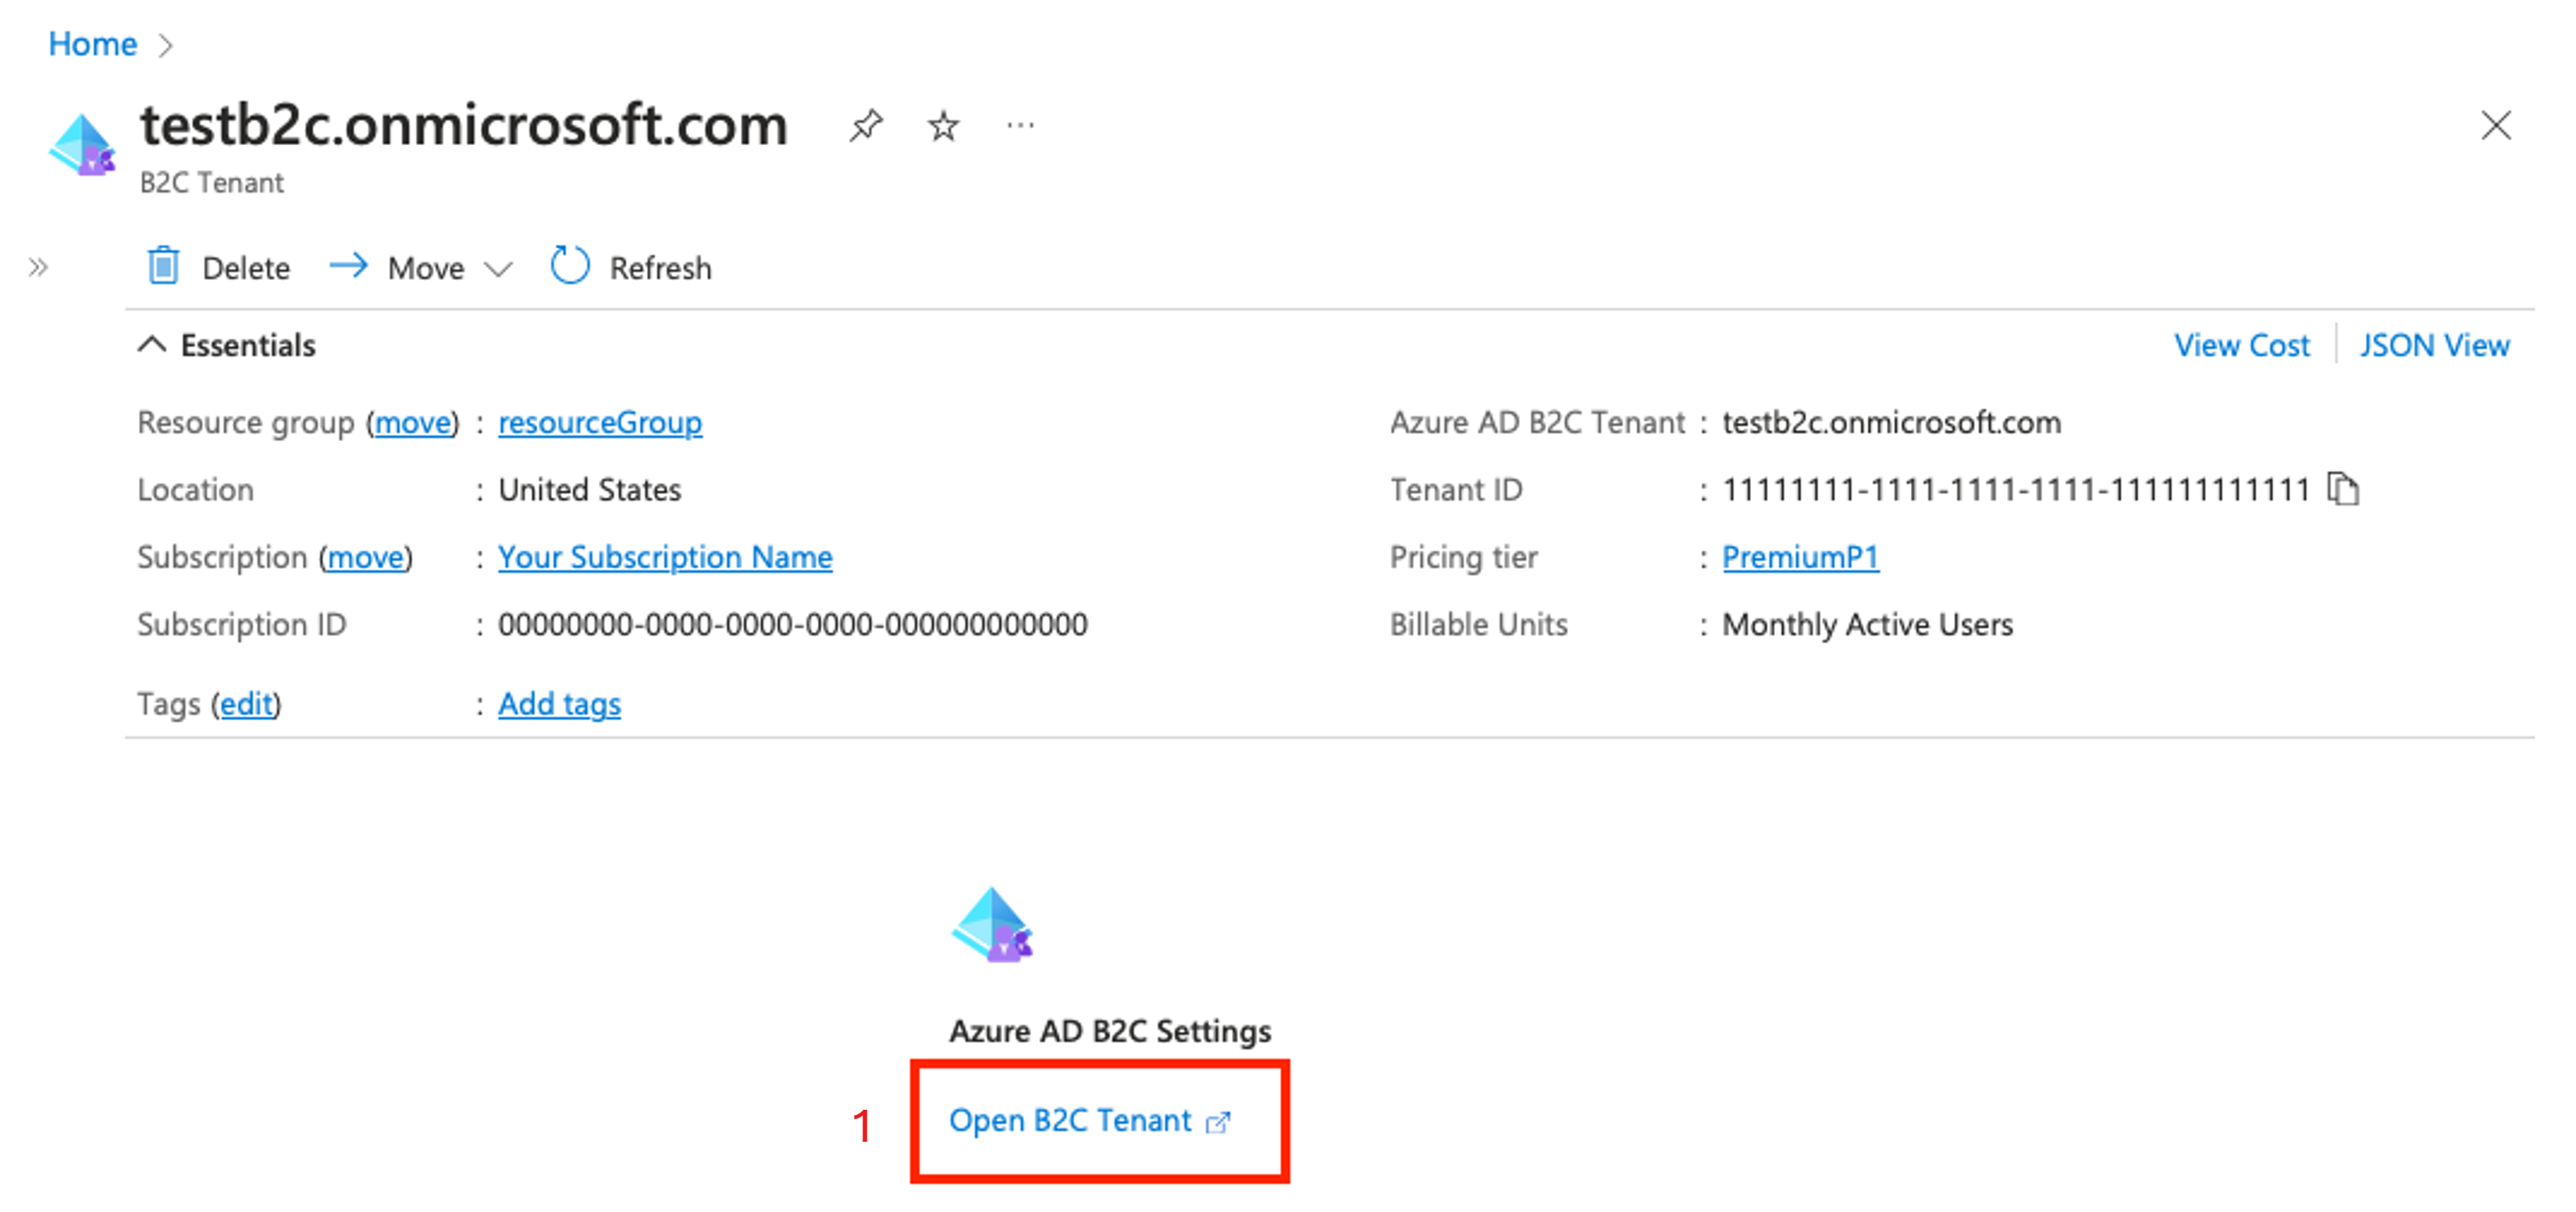 Home
testb2c.onmicrosoft.com
B2C Tenant
Delete Move Refresh
Essentials View Cost JSON View
Resource group (move) : resourceGroup
Location : United States
Subscription (move) : Your Subscription Name
Subscription ID : 00000000-0000-0000-0000-000000000000
Tags (edit) : Add tags
Azure AD B2C Tenant : testb2c.onmicrosoft.com
Tenant ID : 11111111-1111-1111-1111-111111111111
Pricing tier : PremiumP1
Billable Units : Monthly Active Users
Azure AD B2C Settings
1 Open B2C Tenant